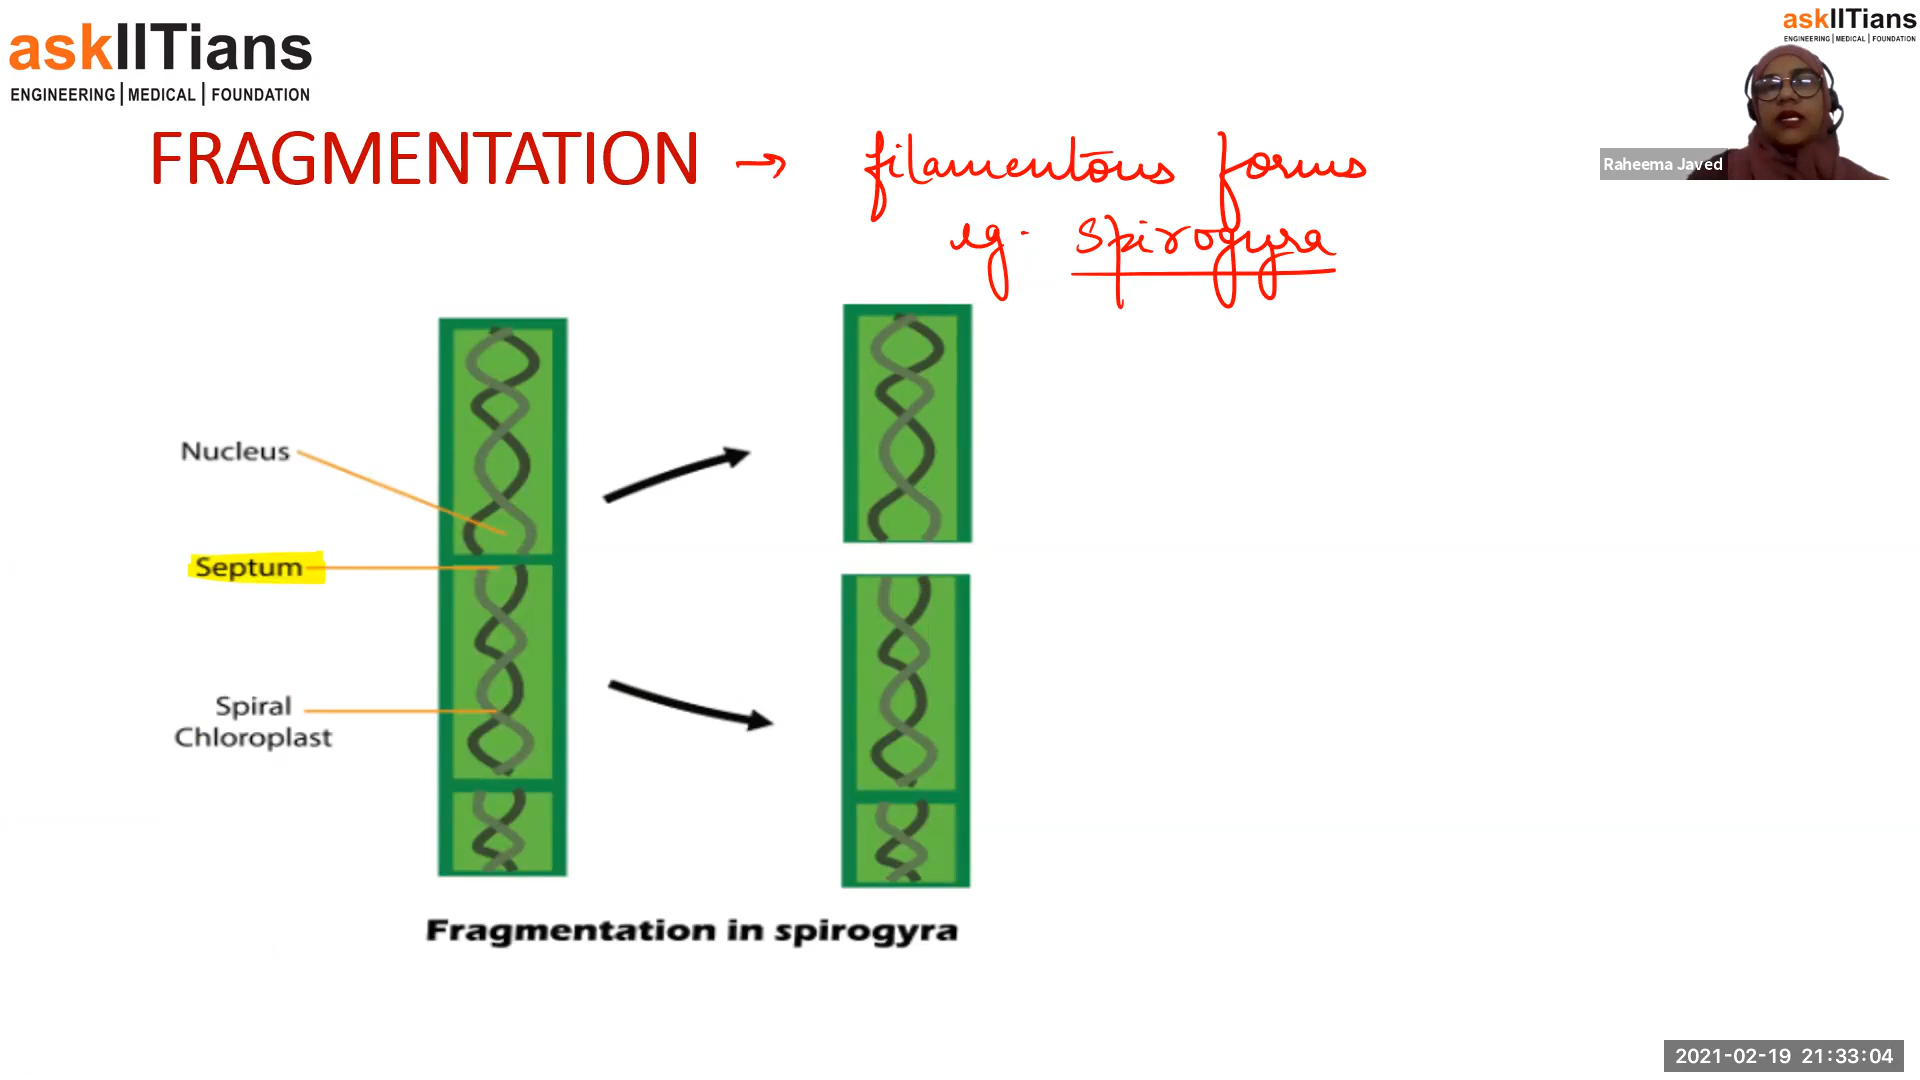 askIITians
ENGINEERING | MEDICAL | FOUNDATION
askIITians
ENGINEERING | MEDICAL | FOUNDATION
Raheema Javed
FRAGMENTATION → filamentous forms
eg. Spirogyra
Nucleus
Septum
Spiral
Chloroplast
Fragmentation in spirogyra
2021-02-19 21:33:04